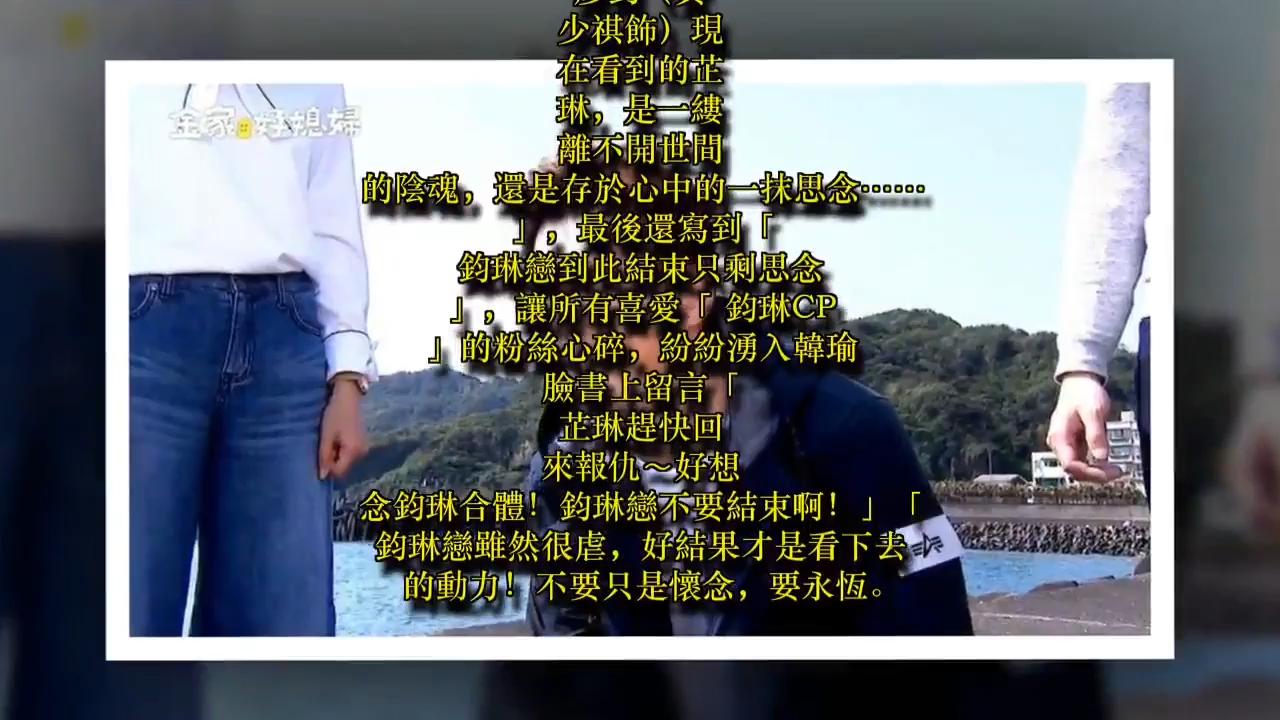 少祺飾）現
在看到的芷
琳，是一縷
離不開世間
的陰魂，還是存於心中的一抹思念⋯⋯
」，最後還寫到「
鈞琳戀到此結束只剩思念
」，讓所有喜愛「 鈞琳CP
」的粉絲心碎，紛紛湧入韓瑜
臉書上留言「
芷琳趕快回
來報仇～好想
念鈞琳合體！鈞琳戀不要結束啊！」「
鈞琳戀雖然很虐，好結果才是看下去
的動力！不要只是懷念，要永恆。
全家好媳婦